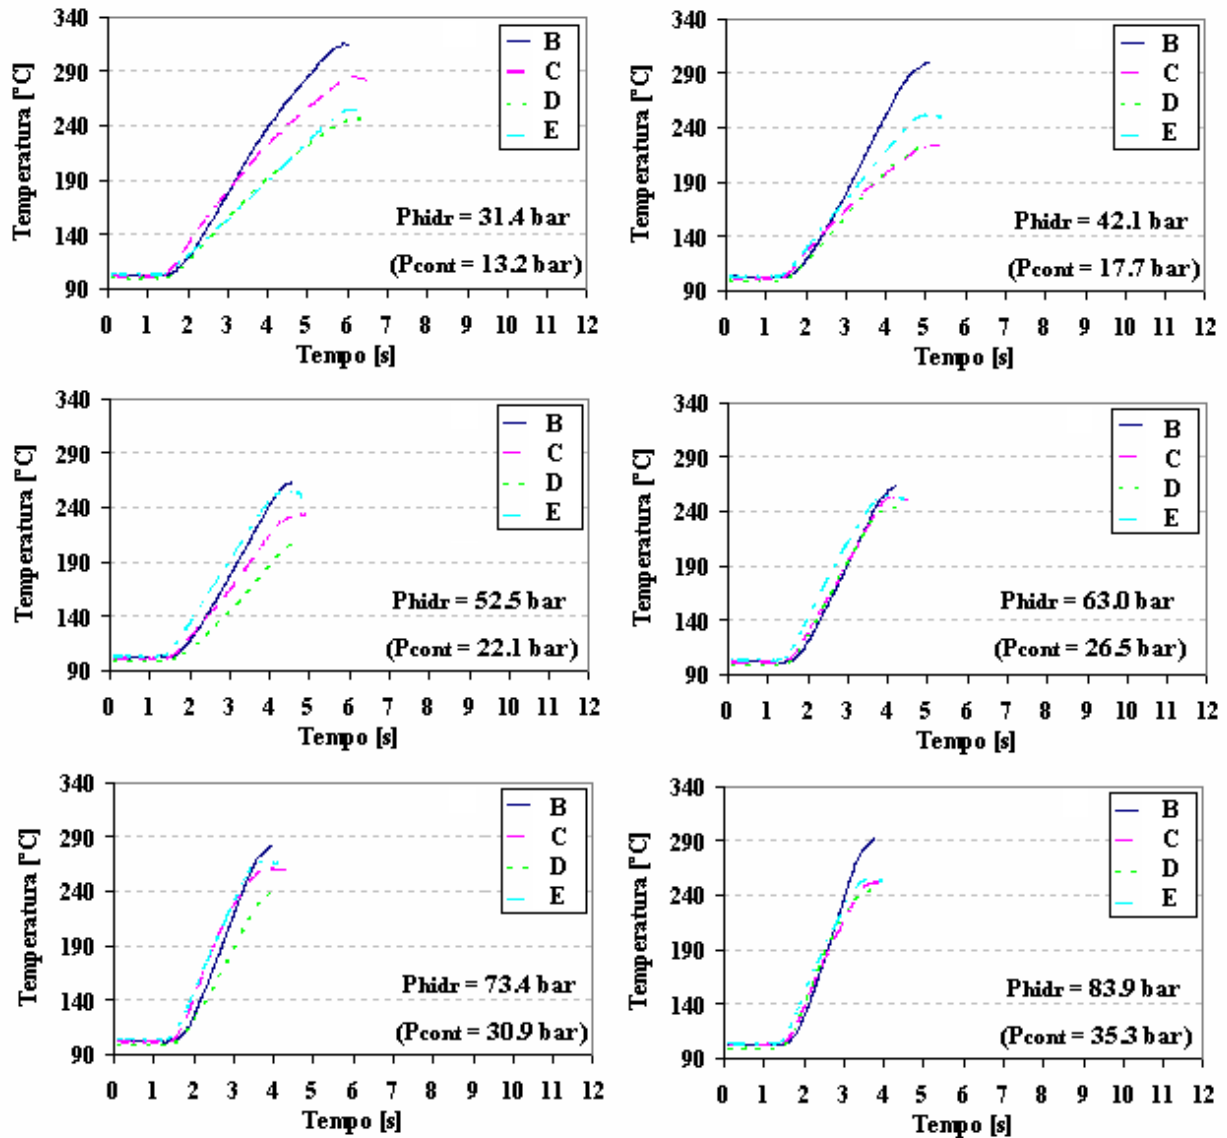 340
290
240
190
140
90
Temperatura [°C]
B
C
D
E
Phidr = 31.4 bar
(Pcont = 13.2 bar)
0 1 2 3 4 5 6 7 8 9 10 11 12
Tempo [s]
340
290
240
190
140
90
Temperatura [°C]
B
C
D
E
Phidr = 42.1 bar
(Pcont = 17.7 bar)
0 1 2 3 4 5 6 7 8 9 10 11 12
Tempo [s]
340
290
240
190
140
90
Temperatura [°C]
B
C
D
E
Phidr = 52.5 bar
(Pcont = 22.1 bar)
0 1 2 3 4 5 6 7 8 9 10 11 12
Tempo [s]
340
290
240
190
140
90
Temperatura [°C]
B
C
D
E
Phidr = 63.0 bar
(Pcont = 26.5 bar)
0 1 2 3 4 5 6 7 8 9 10 11 12
Tempo [s]
340
290
240
190
140
90
Temperatura [°C]
B
C
D
E
Phidr = 73.4 bar
(Pcont = 30.9 bar)
0 1 2 3 4 5 6 7 8 9 10 11 12
Tempo [s]
340
290
240
190
140
90
Temperatura [°C]
B
C
D
E
Phidr = 83.9 bar
(Pcont = 35.3 bar)
0 1 2 3 4 5 6 7 8 9 10 11 12
Tempo [s]